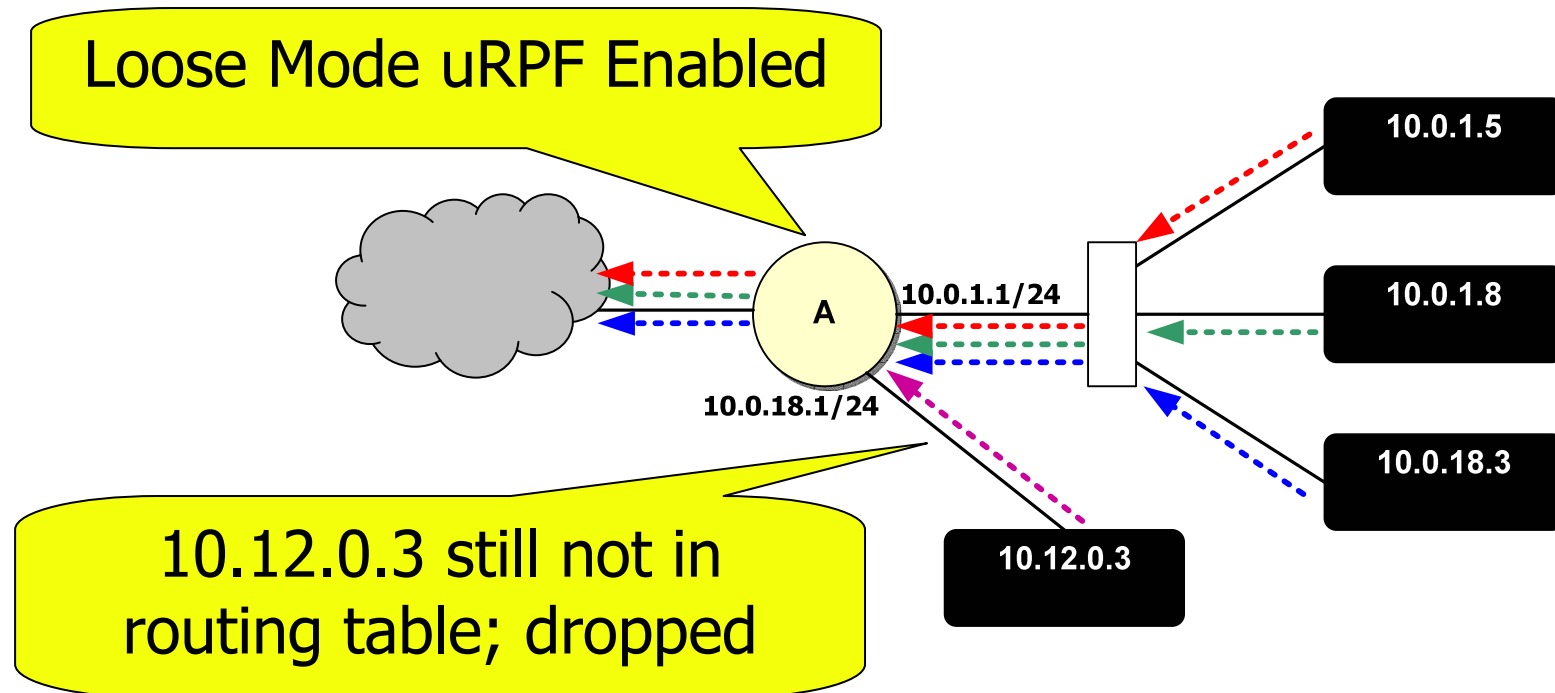 Loose Mode uRPF Enabled
10.0.1.5
10.0.1.8
10.0.1.1/24
A
10.0.18.1/24
10.0.18.3
10.12.0.3 still not in
routing table; dropped
10.12.0.3